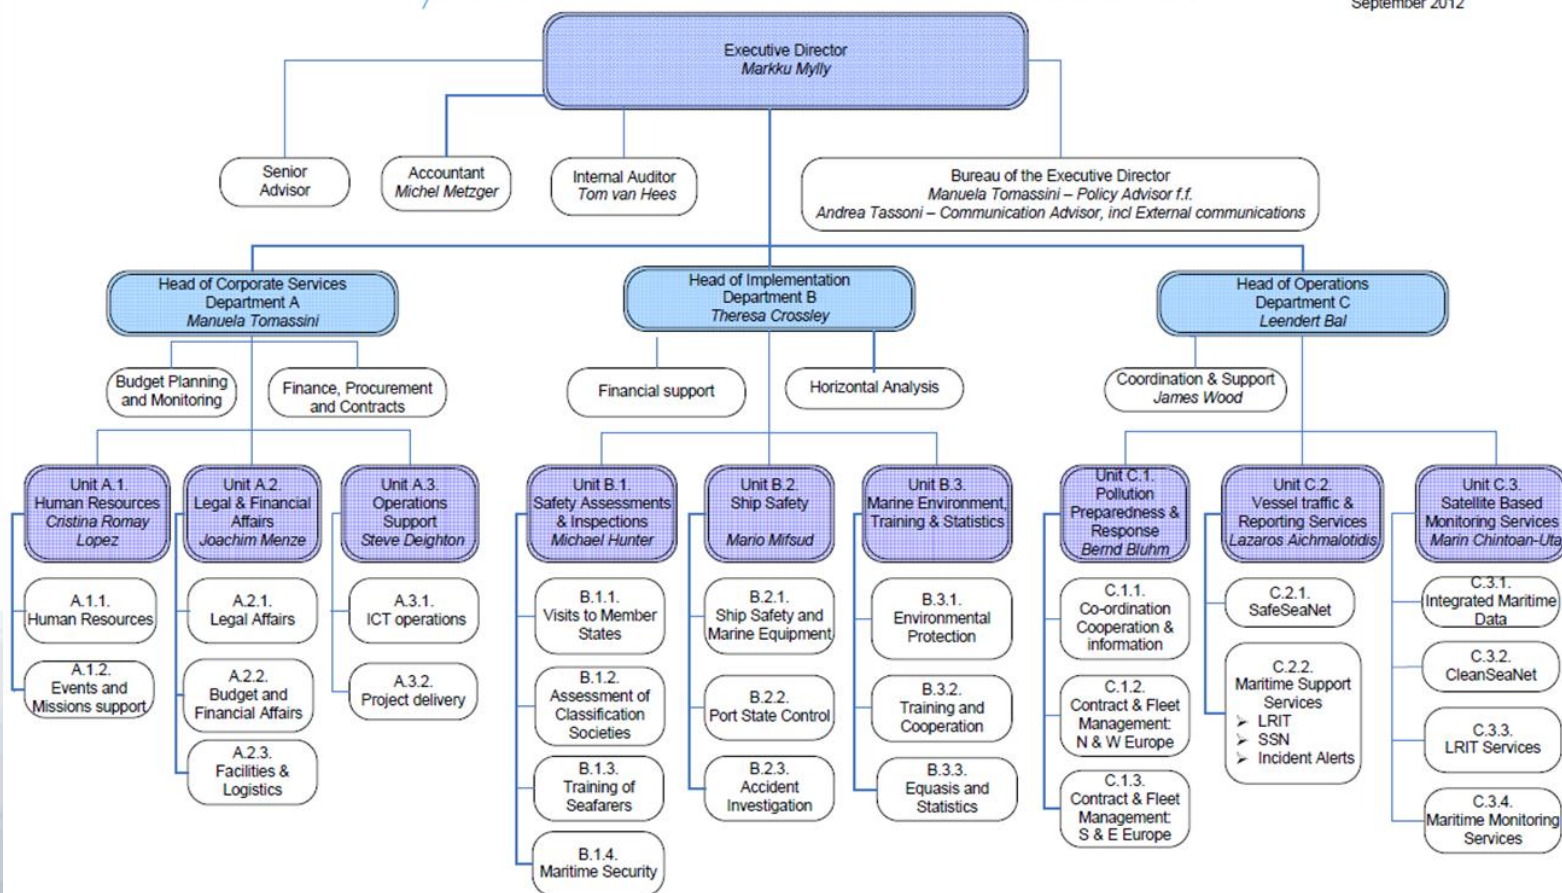 September 2012
Executive Director
Markku Mylly
Senior
Advisor
Accountant
Michel Metzger
Internal Auditor
Tom van Hees
Bureau of the Executive Director
Manuela Tomassini – Policy Advisor f.f.
Andrea Tassoni – Communication Advisor, incl External communications
Head of Corporate Services
Department A
Manuela Tomassini
Head of Implementation
Department B
Theresa Crossley
Head of Operations
Department C
Leendert Bal
Budget Planning
and Monitoring
Finance, Procurement
and Contracts
Financial support
Horizontal Analysis
Coordination & Support
James Wood
Unit A.1.
Human Resources
Cristina Romay
Lopez
Unit A.2.
Legal & Financial
Affairs
Joachim Menze
Unit A.3.
Operations
Support
Steve Deighton
Unit B.1.
Safety Assessments
& Inspections
Michael Hunter
Unit B.2.
Ship Safety
Mario Mifsud
Unit B.3.
Marine Environment,
Training & Statistics
Unit C.1.
Pollution
Preparedness &
Response
Bernd Bluhm
Unit C.2.
Vessel traffic &
Reporting Services
Lazaros Aichmalotidis
Unit C.3.
Satellite Based
Monitoring Services
Marin Chintoan-Uta
A.1.1.
Human Resources
A.1.2.
Events and
Missions support
A.2.1.
Legal Affairs
A.2.2.
Budget and
Financial Affairs
A.2.3.
Facilities &
Logistics
A.3.1.
ICT operations
A.3.2.
Project delivery
B.1.1.
Visits to Member
States
B.1.2.
Assessment of
Classification
Societies
B.1.3.
Training of
Seafarers
B.1.4.
Maritime Security
B.2.1.
Ship Safety and
Marine Equipment
B.2.2.
Port State Control
B.2.3.
Accident
Investigation
B.3.1.
Environmental
Protection
B.3.2.
Training and
Cooperation
B.3.3.
Equasis and
Statistics
C.1.1.
Co-ordination
Cooperation &
information
C.1.2.
Contract & Fleet
Management:
N & W Europe
C.1.3.
Contract & Fleet
Management:
S & E Europe
C.2.1.
SafeSeaNet
C.2.2.
Maritime Support
Services
➢ LRIT
➢ SSN
➢ Incident Alerts
C.3.1.
Integrated Maritime
Data
C.3.2.
CleanSeaNet
C.3.3.
LRIT Services
C.3.4.
Maritime Monitoring
Services